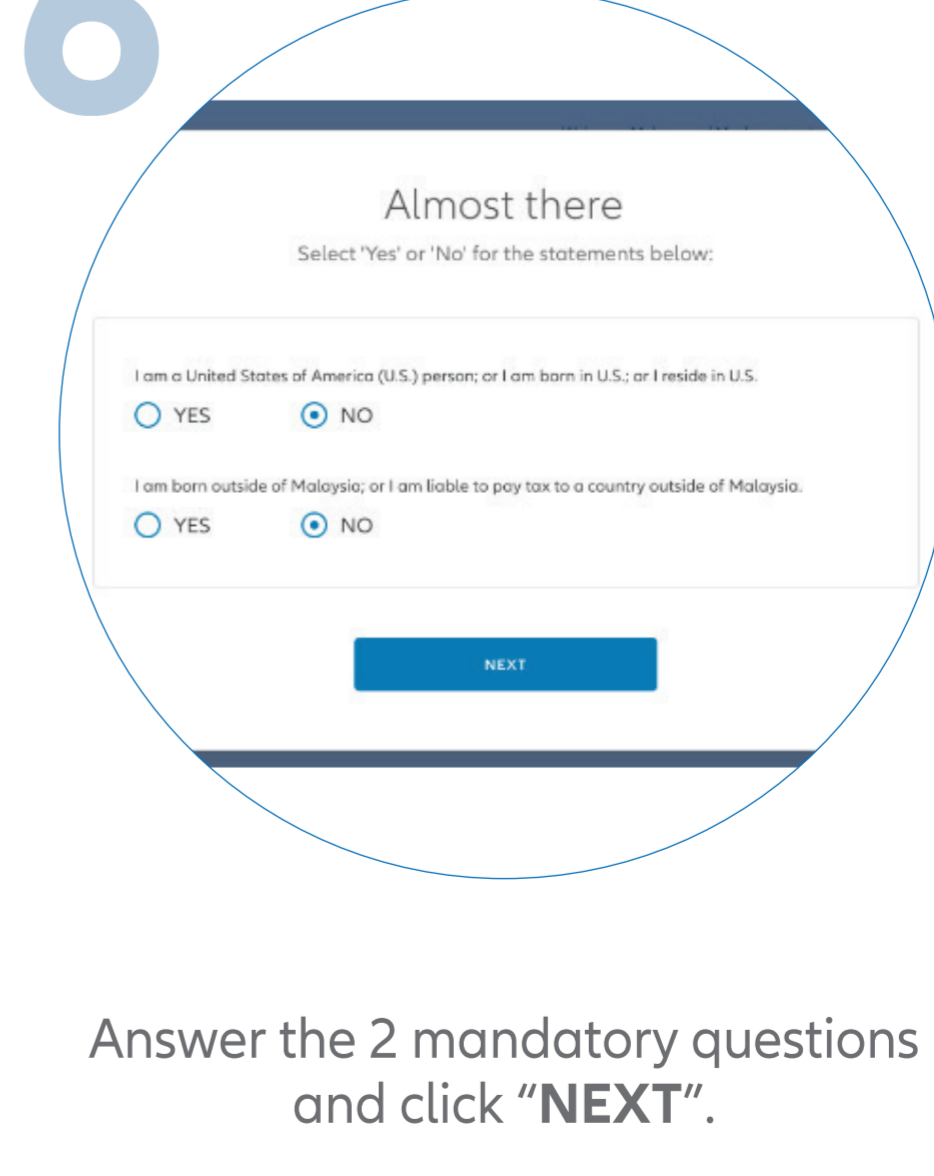 6
Almost there
Select 'Yes' or 'No' for the statements below:
I am a United States of America (U.S.) person; or I am born in U.S.; or I reside in U.S.
YES NO
I am born outside of Malaysia; or I am liable to pay tax to a country outside of Malaysia.
YES NO
NEXT
Answer the 2 mandatory questions
and click “NEXT”.